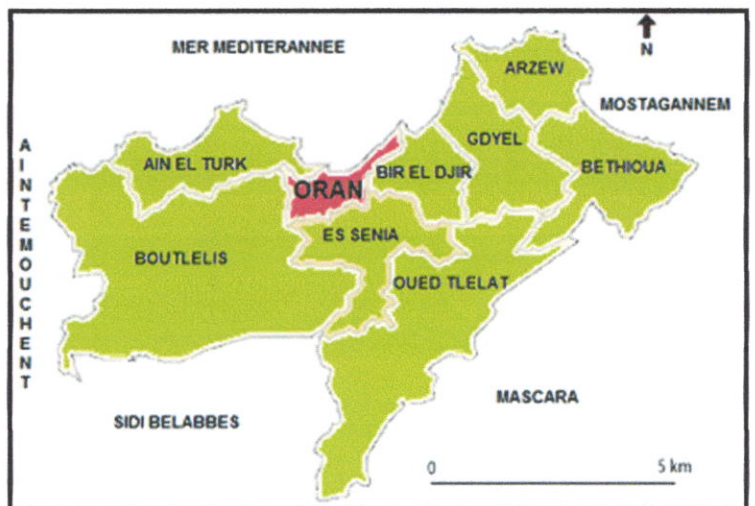 MER MEDITERANNEE
N
ARZEW
MOSTAGANNEM
GDYEL
AIN EL TURK
BIR EL DJIR
BETHIOUA
ORAN
AINTEMOUCHENT
ES SENIA
BOUTLELIS
OUED TLELAT
MASCARA
SIDI BELABBES
0 5 km